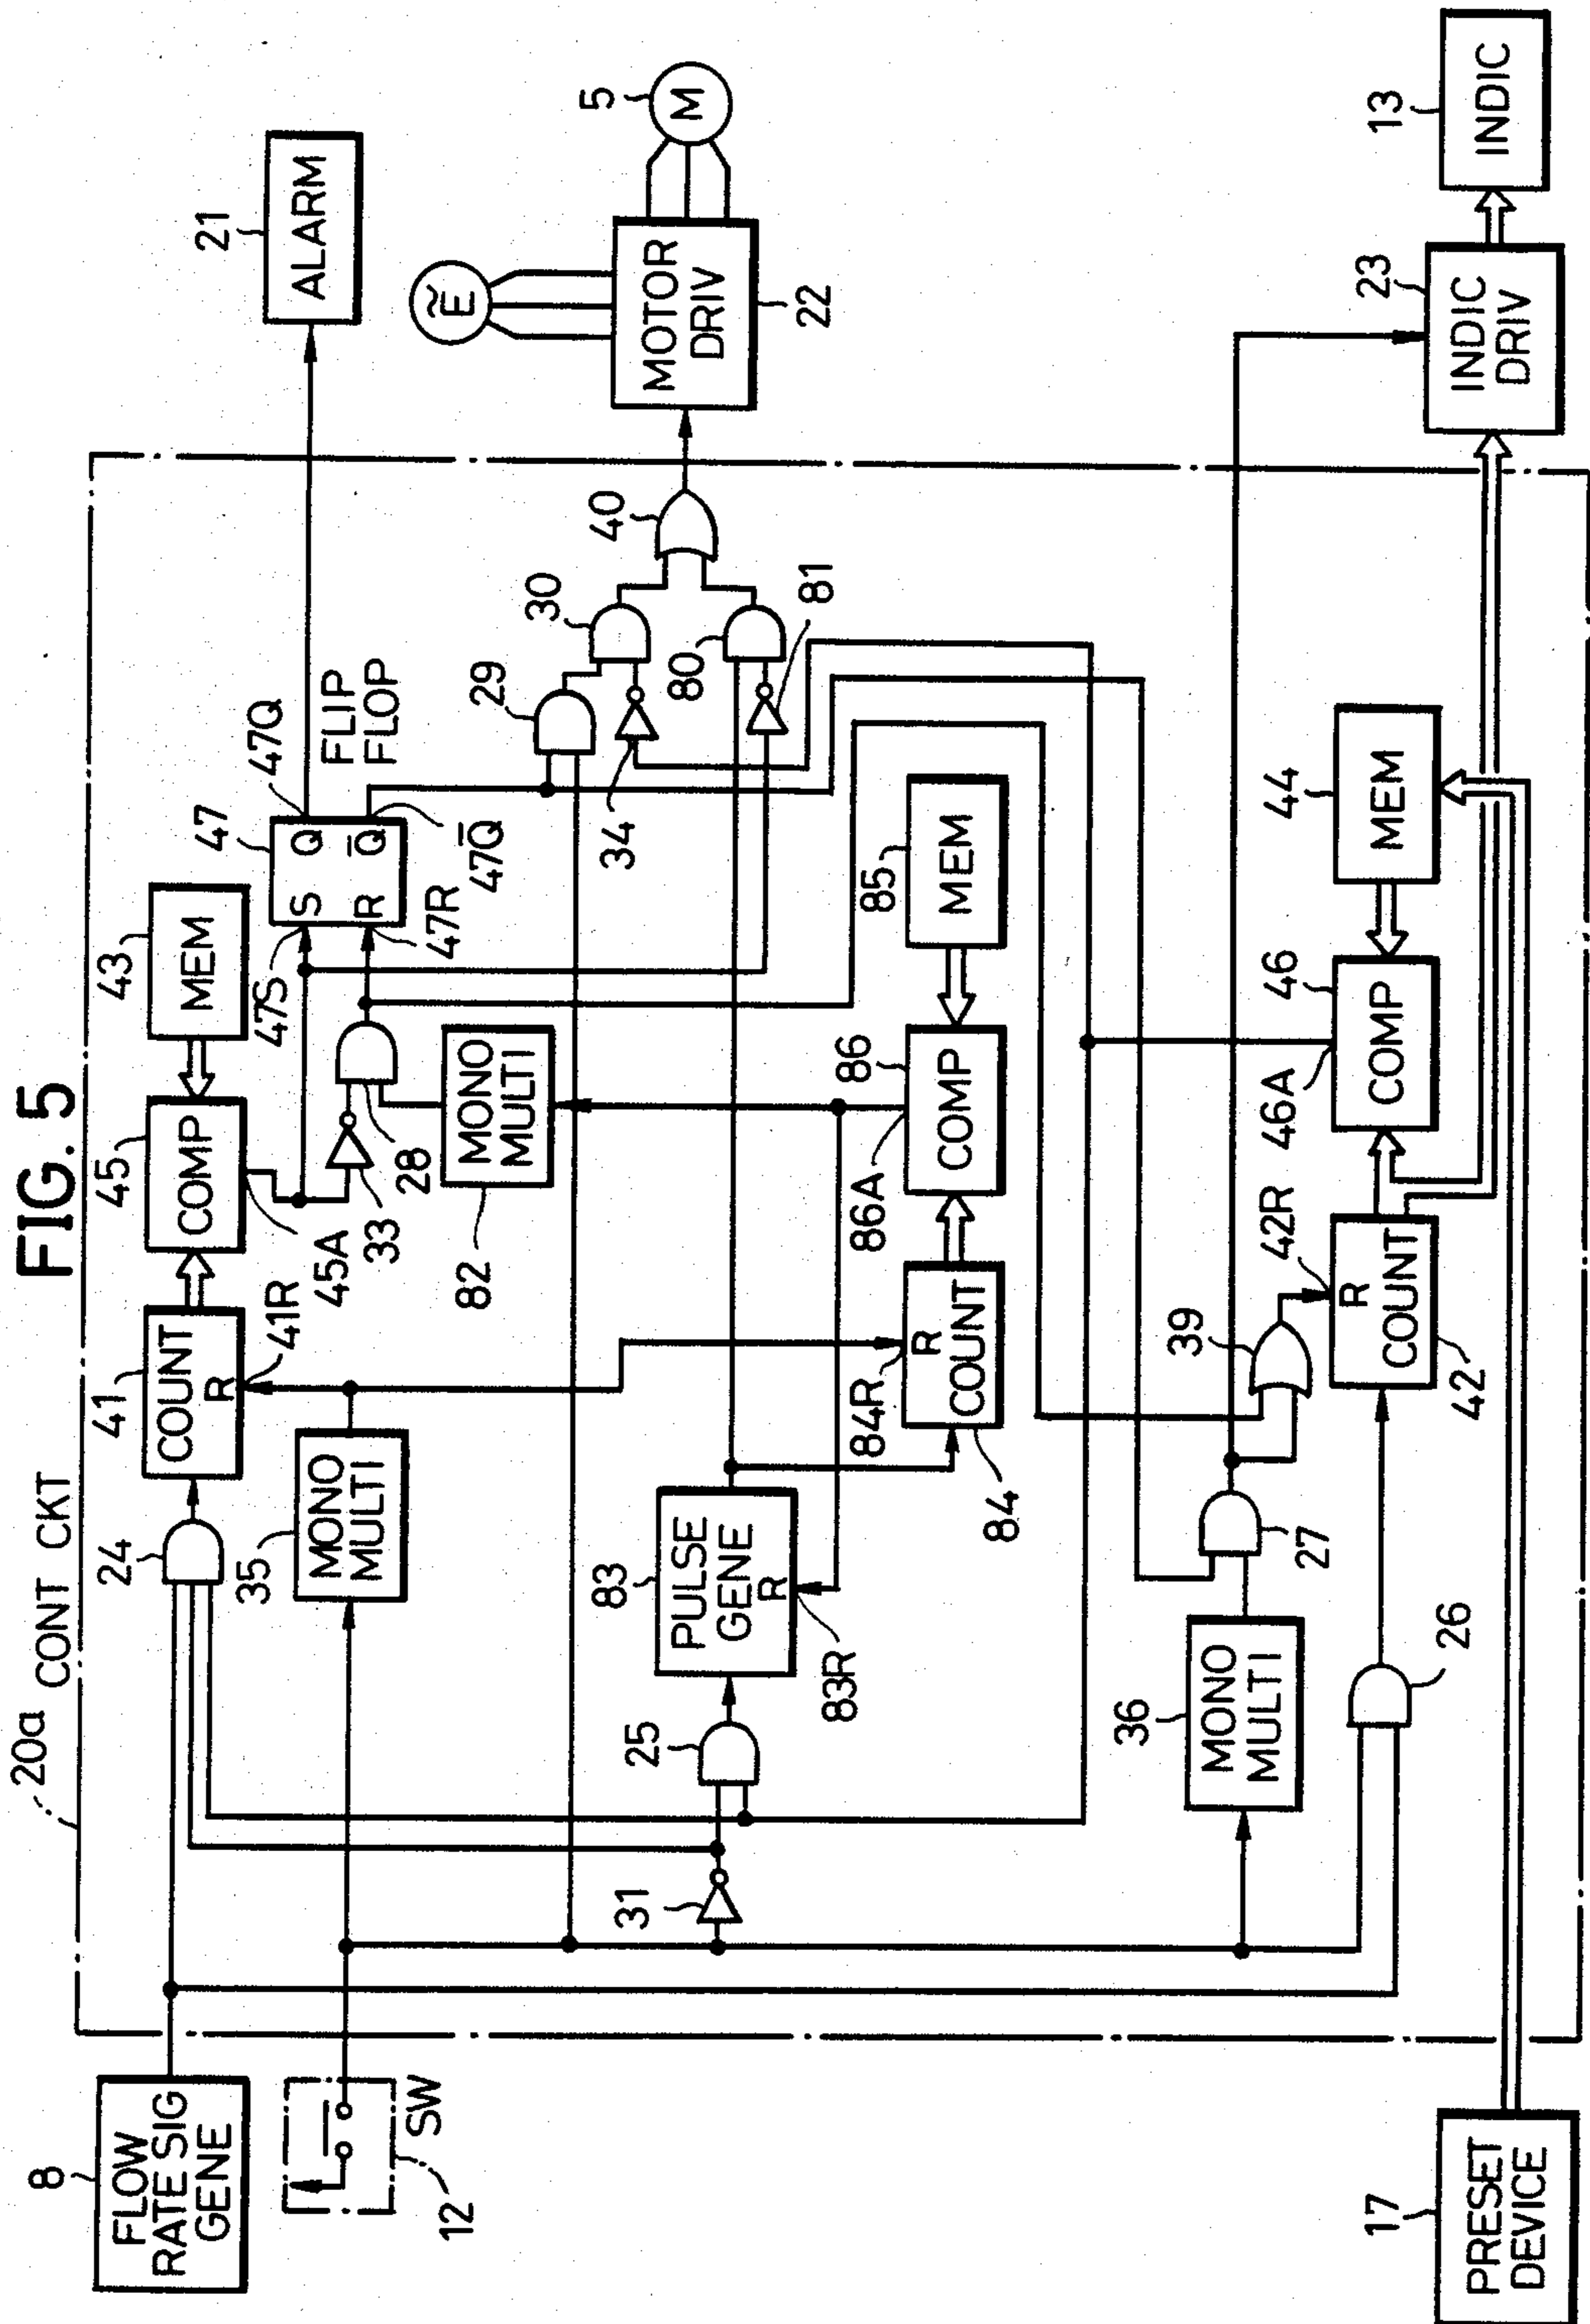 FIG. 5
20a CONT CKT
8
FLOW
RATE SIG
GENE
12
SW
17
PRESET
DEVICE
24
41
COUNT
R
41R
45
COMP
45A
43
MEM
47S
47
S Q
R Q̄
47Q
47R
47Q̄
FLIP
FLOP
21
ALARM
35
MONO
MULTI
33
28
82
MONO
MULTI
29
30
34
40
80
81
E~
MOTOR
DRIV
22
5
M
31
25
83
PULSE
GENE
R
83R
84R
R
COUNT
84
86A
86
COMP
85
MEM
36
MONO
MULTI
27
39
26
42R
R
COUNT
42
46A
46
COMP
44
MEM
23
INDIC
DRIV
13
INDIC